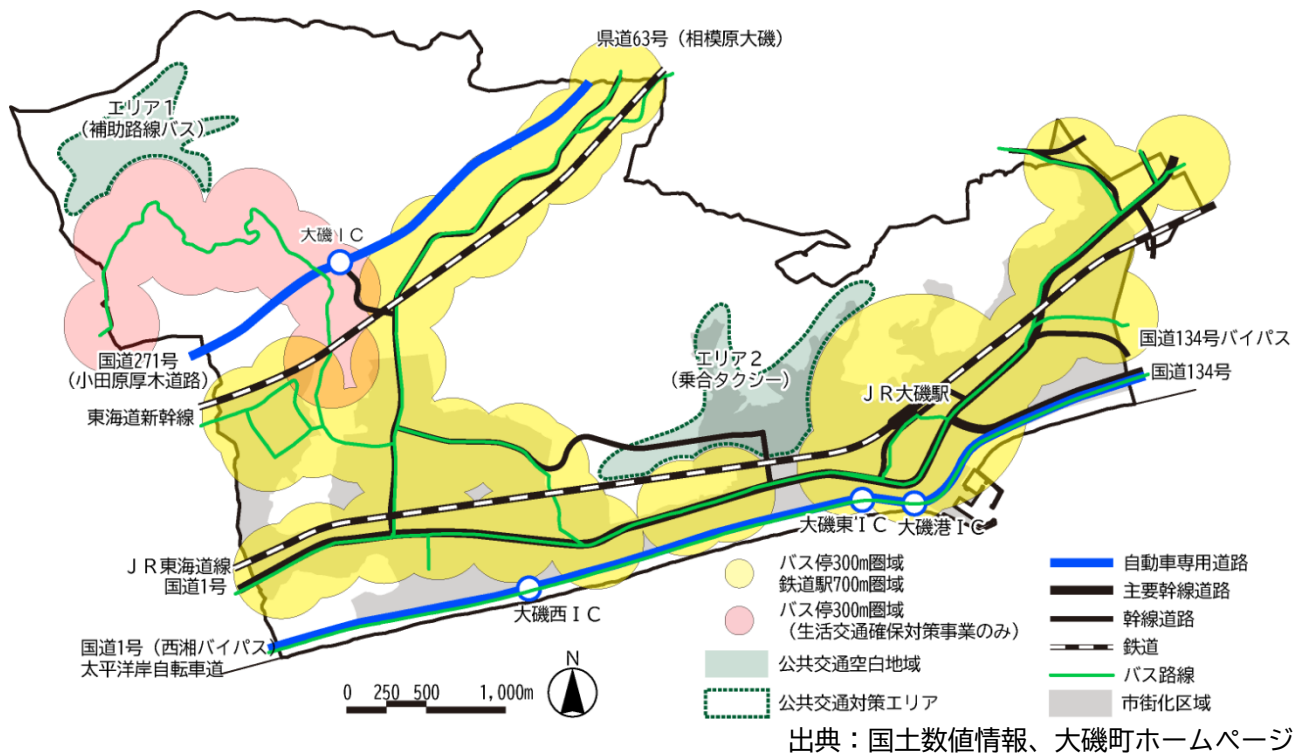 県道63号（相模原大磯）
エリア１
（補助路線バス）
大磯ＩＣ
国道271号
（小田原厚木道路）
東海道新幹線
エリア２
（乗合タクシー）
ＪＲ大磯駅
国道134号バイパス
国道134号
ＪＲ東海道線
国道1号
大磯東ＩＣ
大磯港ＩＣ
大磯西ＩＣ
国道1号（西湘バイパス）
太平洋岸自転車道
0 250 500 1,000m
N
バス停300m圏域
鉄道駅700m圏域
バス停300m圏域
（生活交通確保対策事業のみ）
公共交通空白地域
公共交通対策エリア
自動車専用道路
主要幹線道路
幹線道路
鉄道
バス路線
市街化区域
出典：国土数値情報、大磯町ホームページ